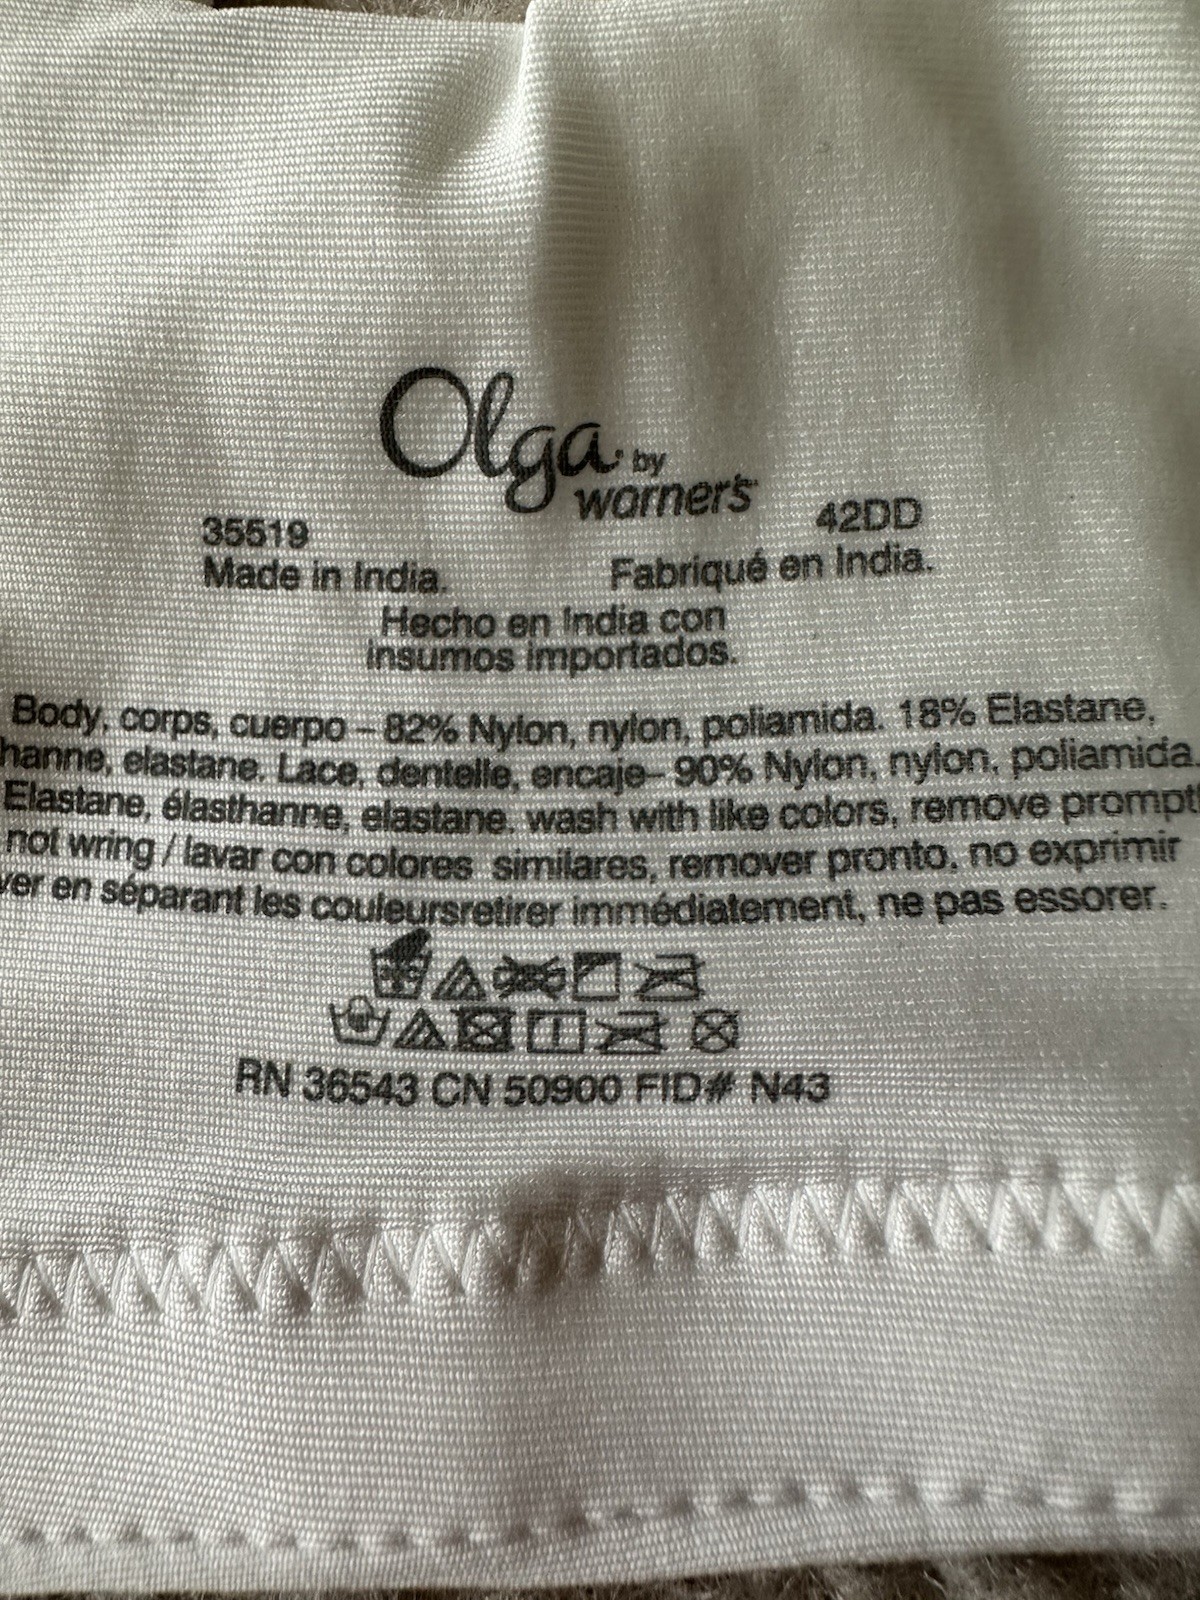 Olga by
warner's
35519 42DD
Made in India. Fabriqué en India.
Hecho en India con
insumos importados.
Body, corps, cuerpo – 82% Nylon, nylon, poliamida. 18% Elastane,
hanne, elastane. Lace, dentelle, encaje– 90% Nylon, nylon, poliamida.
Elastane, élasthanne, elastane. wash with like colors, remove prompt
not wring / lavar con colores similares, remover pronto, no exprimir
ver en séparant les couleursretirer immédiatement, ne pas essorer.
RN 36543 CN 50900 FID# N43